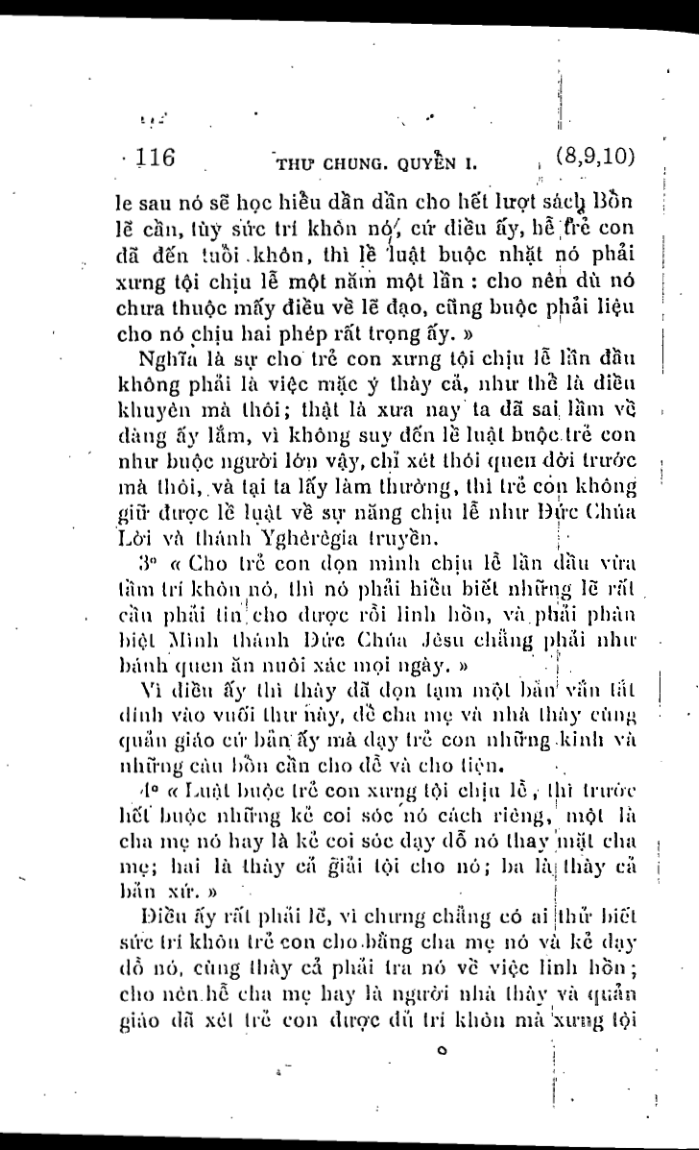 116 THƯ CHUNG. QUYỂN I. (8,9,10)
le sau nó sẽ học hiểu dần dần cho hết lượt sách Bổn
lẽ cần, tùy sức trí khôn nó, cứ điều ấy, hễ trẻ con
đã đến tuổi khôn, thì lề luật buộc nhặt nó phải
xưng tội chịu lễ một năm một lần : cho nên dù nó
chưa thuộc mấy điều về lẽ đạo, cũng buộc phải liệu
cho nó chịu hai phép rất trọng ấy. »
Nghĩa là sự cho trẻ con xưng tội chịu lễ lần đầu
không phải là việc mặc ý thày cả, như thể là điều
khuyên mà thôi; thật là xưa nay ta đã sai lầm về
đàng ấy lắm, vì không suy đến lề luật buộc trẻ con
như buộc người lớn vậy, chỉ xét thói quen đời trước
mà thôi, và tại ta lấy làm thường, thì trẻ con không
giữ được lề luật về sự năng chịu lễ như Đức Chúa
Lời và thánh Yghêrêgia truyền.
3º « Cho trẻ con dọn mình chịu lễ lần đầu vừa
tầm trí khôn nó, thì nó phải hiểu biết những lẽ rất
cần phải tin cho được rỗi linh hồn, và phải phân
biệt Mình thánh Đức Chúa Jêsu chẳng phải như
bánh quen ăn nuôi xác mọi ngày. »
Vì điều ấy thì thày đã dọn tạm một bản vắn tắt
dính vào vuối thư này, để cha mẹ và nhà thày cùng
quản giáo cứ bản ấy mà dạy trẻ con những kinh và
những câu bổn cần cho dễ và cho tiện.
4º « Luật buộc trẻ con xưng tội chịu lễ, thì trước
hết buộc những kẻ coi sóc nó cách riêng, một là
cha mẹ nó hay là kẻ coi sóc dạy dỗ nó thay mặt cha
mẹ; hai là thày cả giải tội cho nó; ba là thày cả
bản xứ. »
Điều ấy rất phải lẽ, vì chưng chẳng có ai thử biết
sức trí khôn trẻ con cho bằng cha mẹ nó và kẻ dạy
dỗ nó, cùng thày cả phải tra nó về việc linh hồn;
cho nên hễ cha mẹ hay là người nhà thày và quản
giáo đã xét trẻ con được đủ trí khôn mà xưng tội